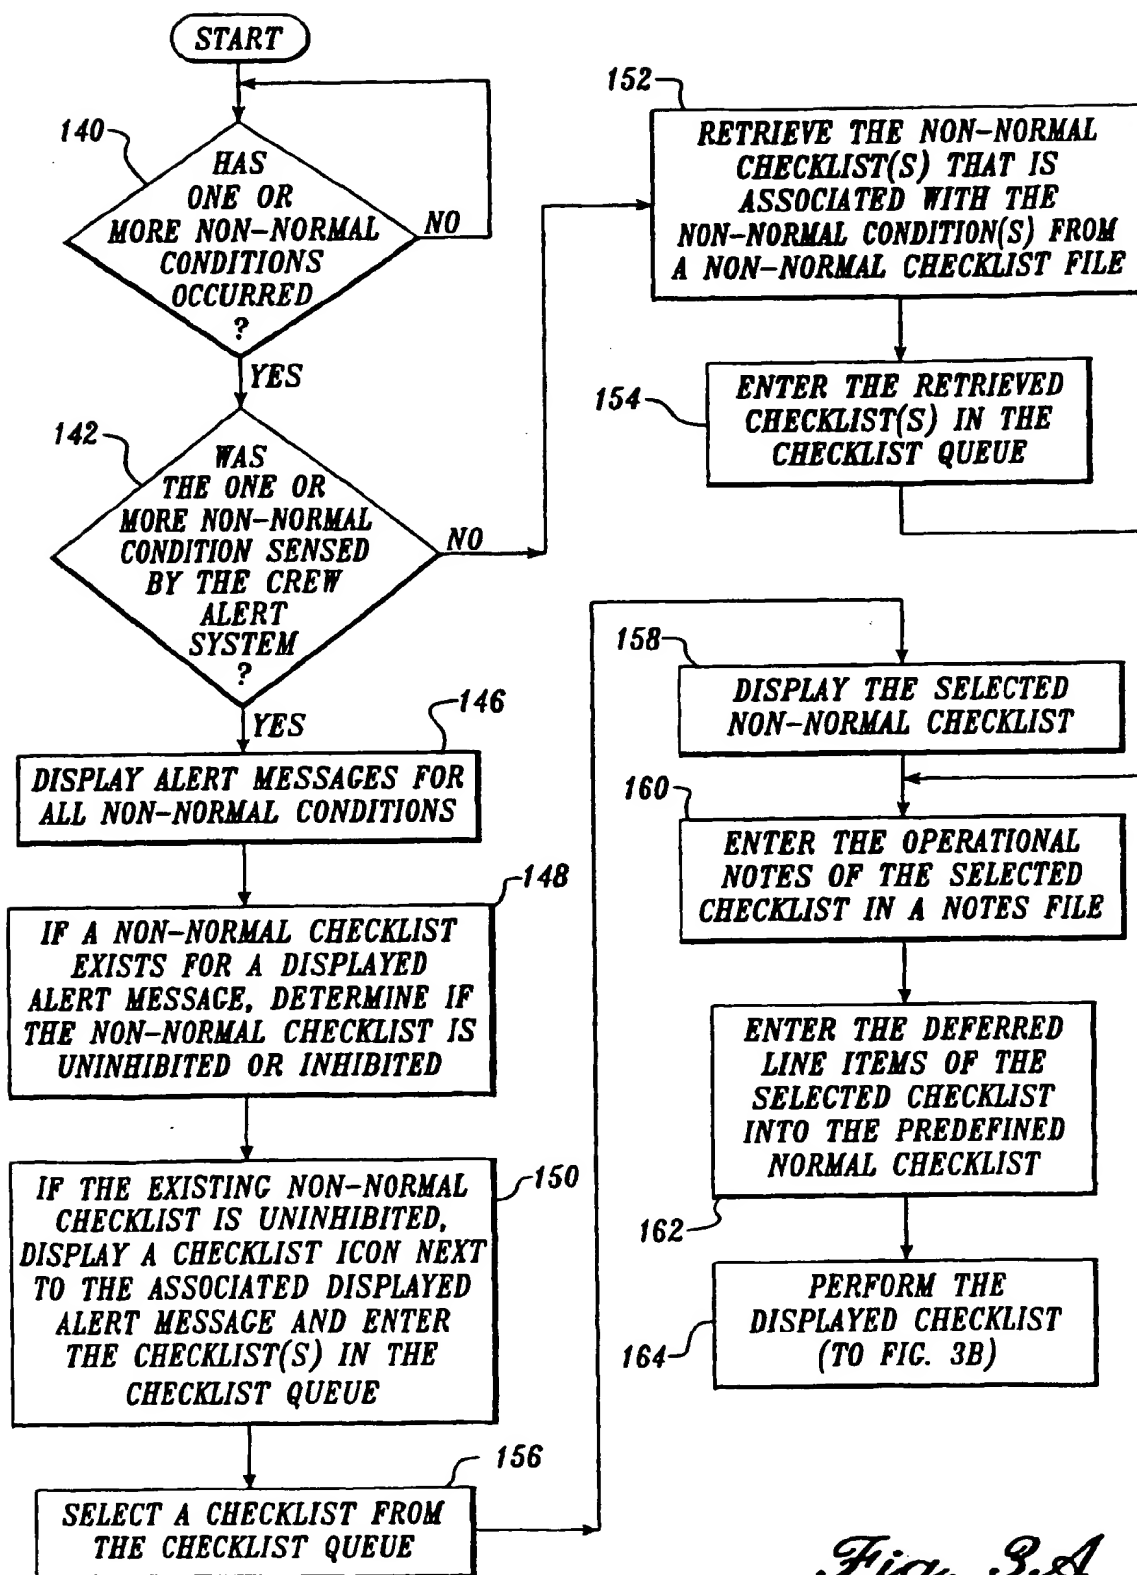 START
140
HAS
ONE OR
MORE NON-NORMAL
CONDITIONS
OCCURRED
?
NO
YES
142
WAS
THE ONE OR
MORE NON-NORMAL
CONDITION SENSED
BY THE CREW
ALERT
SYSTEM
?
NO
YES
146
DISPLAY ALERT MESSAGES FOR
ALL NON-NORMAL CONDITIONS
148
IF A NON-NORMAL CHECKLIST
EXISTS FOR A DISPLAYED
ALERT MESSAGE, DETERMINE IF
THE NON-NORMAL CHECKLIST IS
UNINHIBITED OR INHIBITED
150
IF THE EXISTING NON-NORMAL
CHECKLIST IS UNINHIBITED,
DISPLAY A CHECKLIST ICON NEXT
TO THE ASSOCIATED DISPLAYED
ALERT MESSAGE AND ENTER
THE CHECKLIST(S) IN THE
CHECKLIST QUEUE
156
SELECT A CHECKLIST FROM
THE CHECKLIST QUEUE
152
RETRIEVE THE NON-NORMAL
CHECKLIST(S) THAT IS
ASSOCIATED WITH THE
NON-NORMAL CONDITION(S) FROM
A NON-NORMAL CHECKLIST FILE
154
ENTER THE RETRIEVED
CHECKLIST(S) IN THE
CHECKLIST QUEUE
158
DISPLAY THE SELECTED
NON-NORMAL CHECKLIST
160
ENTER THE OPERATIONAL
NOTES OF THE SELECTED
CHECKLIST IN A NOTES FILE
ENTER THE DEFERRED
LINE ITEMS OF THE
SELECTED CHECKLIST
INTO THE PREDEFINED
NORMAL CHECKLIST
162
PERFORM THE
DISPLAYED CHECKLIST
(TO FIG. 3B)
164
Fig. 3A